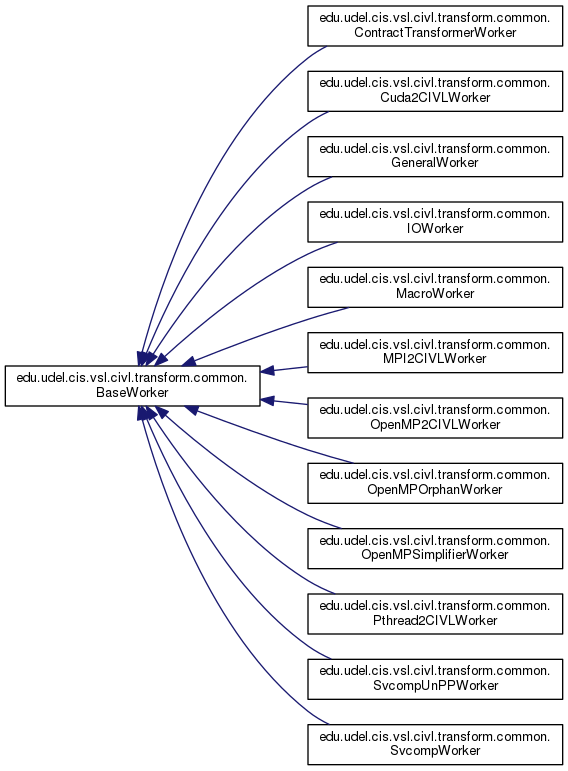 edu.udel.cis.vsl.civl.transform.common.
ContractTransformerWorker
edu.udel.cis.vsl.civl.transform.common.
Cuda2CIVLWorker
edu.udel.cis.vsl.civl.transform.common.
GeneralWorker
edu.udel.cis.vsl.civl.transform.common.
IOWorker
edu.udel.cis.vsl.civl.transform.common.
MacroWorker
edu.udel.cis.vsl.civl.transform.common.
MPI2CIVLWorker
edu.udel.cis.vsl.civl.transform.common.
BaseWorker
edu.udel.cis.vsl.civl.transform.common.
OpenMP2CIVLWorker
edu.udel.cis.vsl.civl.transform.common.
OpenMPOrphanWorker
edu.udel.cis.vsl.civl.transform.common.
OpenMPSimplifierWorker
edu.udel.cis.vsl.civl.transform.common.
Pthread2CIVLWorker
edu.udel.cis.vsl.civl.transform.common.
SvcompUnPPWorker
edu.udel.cis.vsl.civl.transform.common.
SvcompWorker